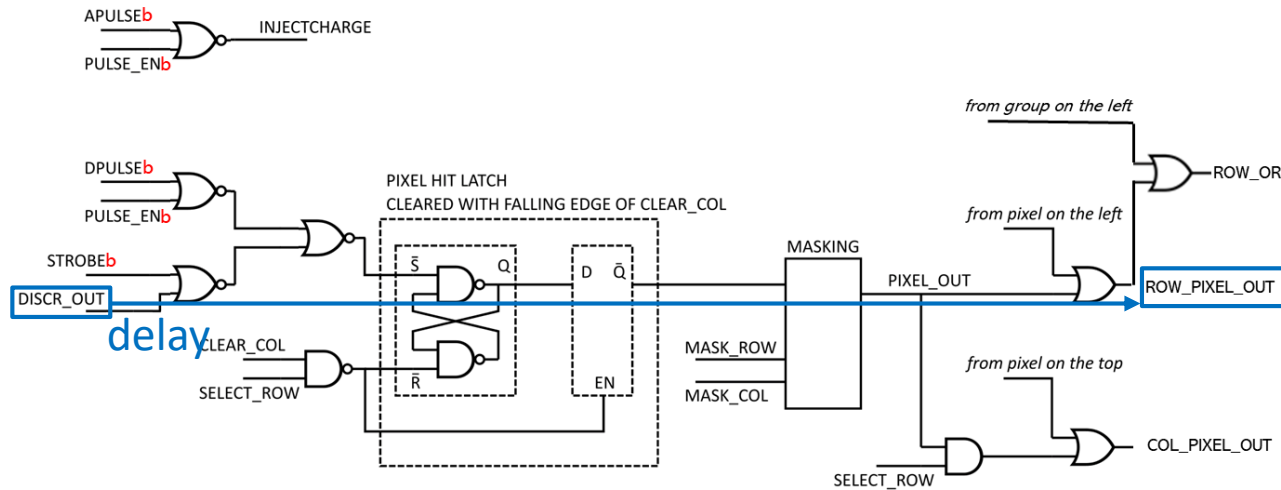 APULSEb
INJECTCHARGE
PULSE_ENb
from group on the left
DPULSEb
PULSE_ENb
PIXEL HIT LATCH
CLEARED WITH FALLING EDGE OF CLEAR_COL
ROW_OR
from pixel on the left
STROBEb
S̅ Q
D Q̅
MASKING
PIXEL_OUT
DISCR_OUT
ROW_PIXEL_OUT
delay
CLEAR_COL
SELECT_ROW
R̅
EN
MASK_ROW
MASK_COL
from pixel on the top
COL_PIXEL_OUT
SELECT_ROW